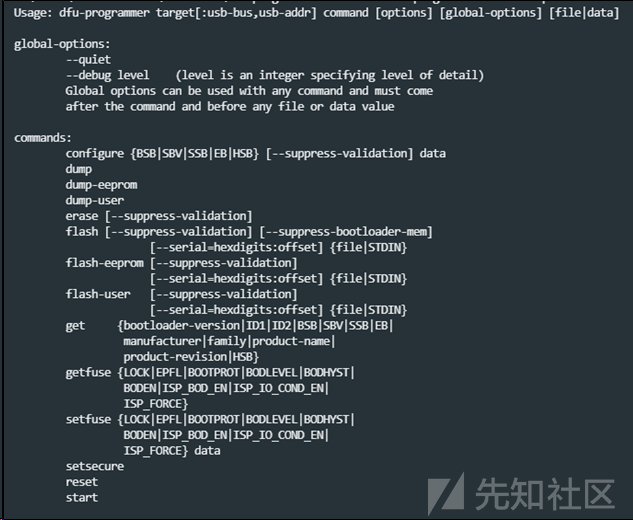 Usage: dfu-programmer target[:usb-bus,usb-addr] command [options] [global-options] [file|data]
global-options:
--quiet
--debug level (level is an integer specifying level of detail)
Global options can be used with any command and must come
after the command and before any file or data value
commands:
configure {BSB|SBV|SSB|EB|HSB} [--suppress-validation] data
dump
dump-eeprom
dump-user
erase [--suppress-validation]
flash [--suppress-validation] [--suppress-bootloader-mem]
[--serial=hexdigits:offset] {file|STDIN}
flash-eeprom [--suppress-validation]
[--serial=hexdigits:offset] {file|STDIN}
flash-user [--suppress-validation]
[--serial=hexdigits:offset] {file|STDIN}
get {bootloader-version|ID1|ID2|BSB|SBV|SSB|EB|
manufacturer|family|product-name|
product-revision|HSB}
getfuse {LOCK|EPFL|BOOTPROT|BODLEVEL|BODHYST|
BODEN|ISP_BOD_EN|ISP_IO_COND_EN|
ISP_FORCE}
setfuse {LOCK|EPFL|BOOTPROT|BODLEVEL|BODHYST|
BODEN|ISP_BOD_EN|ISP_IO_COND_EN|
ISP_FORCE} data
setsecure
reset
start
先知社区